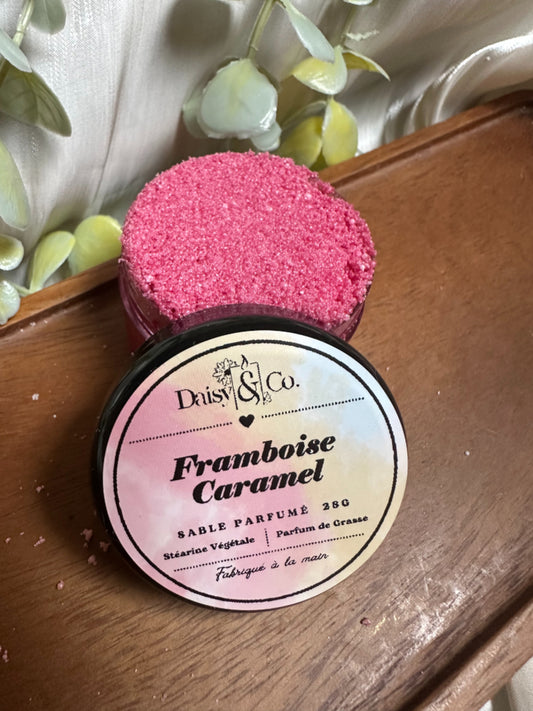 Daisy & Co.
Framboise
Caramel
SABLE PARFUMÉ 28G
Stéarine Végétale | Parfum de Grasse
Fabriqué à la main